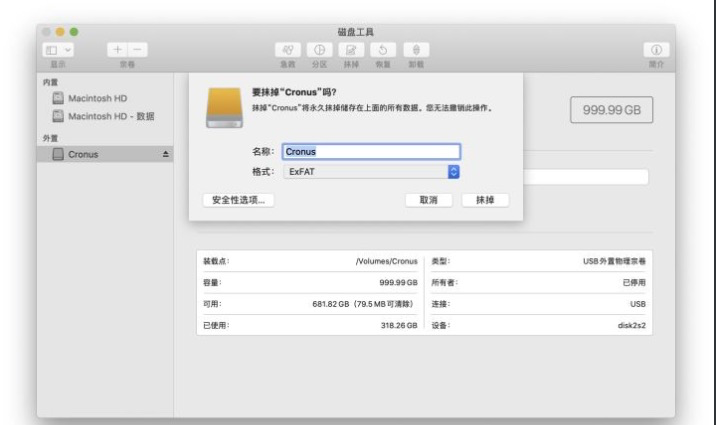 磁盘工具
显示
宗卷
急救
分区
抹掉
恢复
卸载
简介
内置
Macintosh HD
Macintosh HD - 数据
外置
Cronus
要抹掉“Cronus”吗?
抹掉“Cronus”将永久抹掉储存在上面的所有数据。您无法撤销此操作。
名称: Cronus
格式: ExFAT
安全性选项...
取消
抹掉
999.99 GB
装载点: /Volumes/Cronus
类型: USB外置物理宗卷
容量: 999.99 GB
所有者: 已停用
可用: 681.82 GB(79.5 MB可清除)
连接: USB
已使用: 318.26 GB
设备: disk2s2